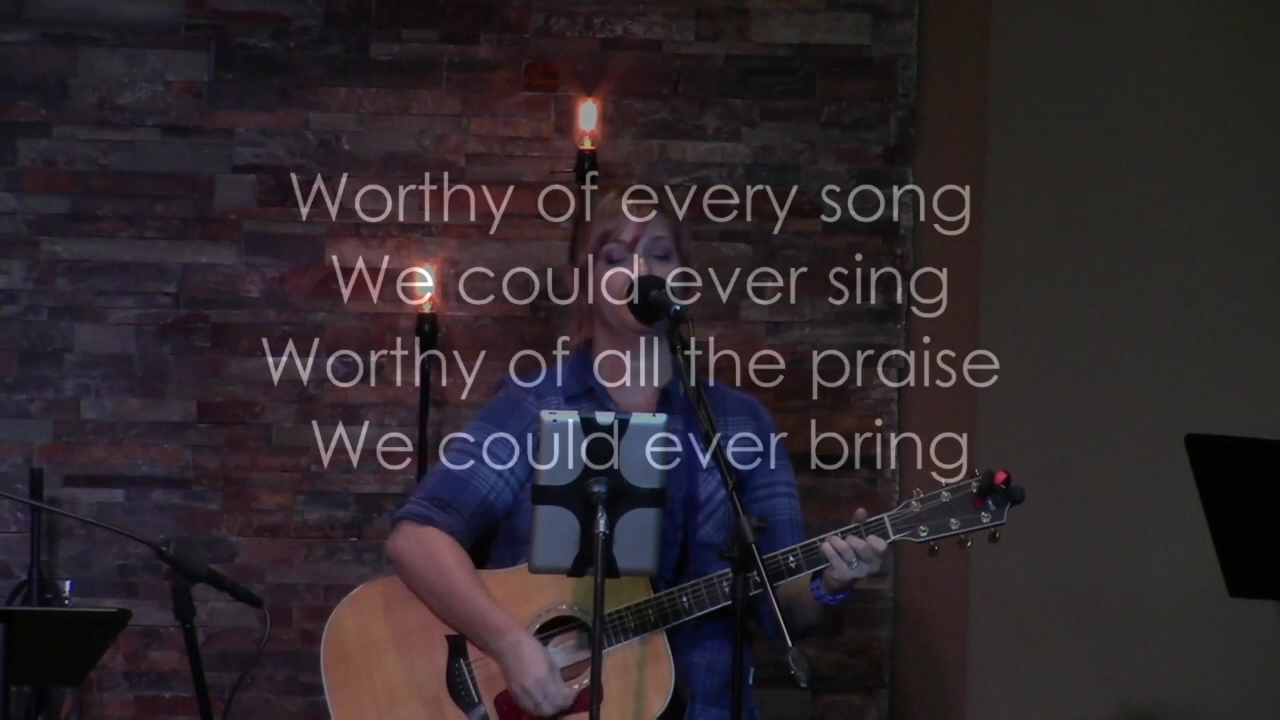 Worthy of every song
We could ever sing
Worthy of all the praise
We could ever bring